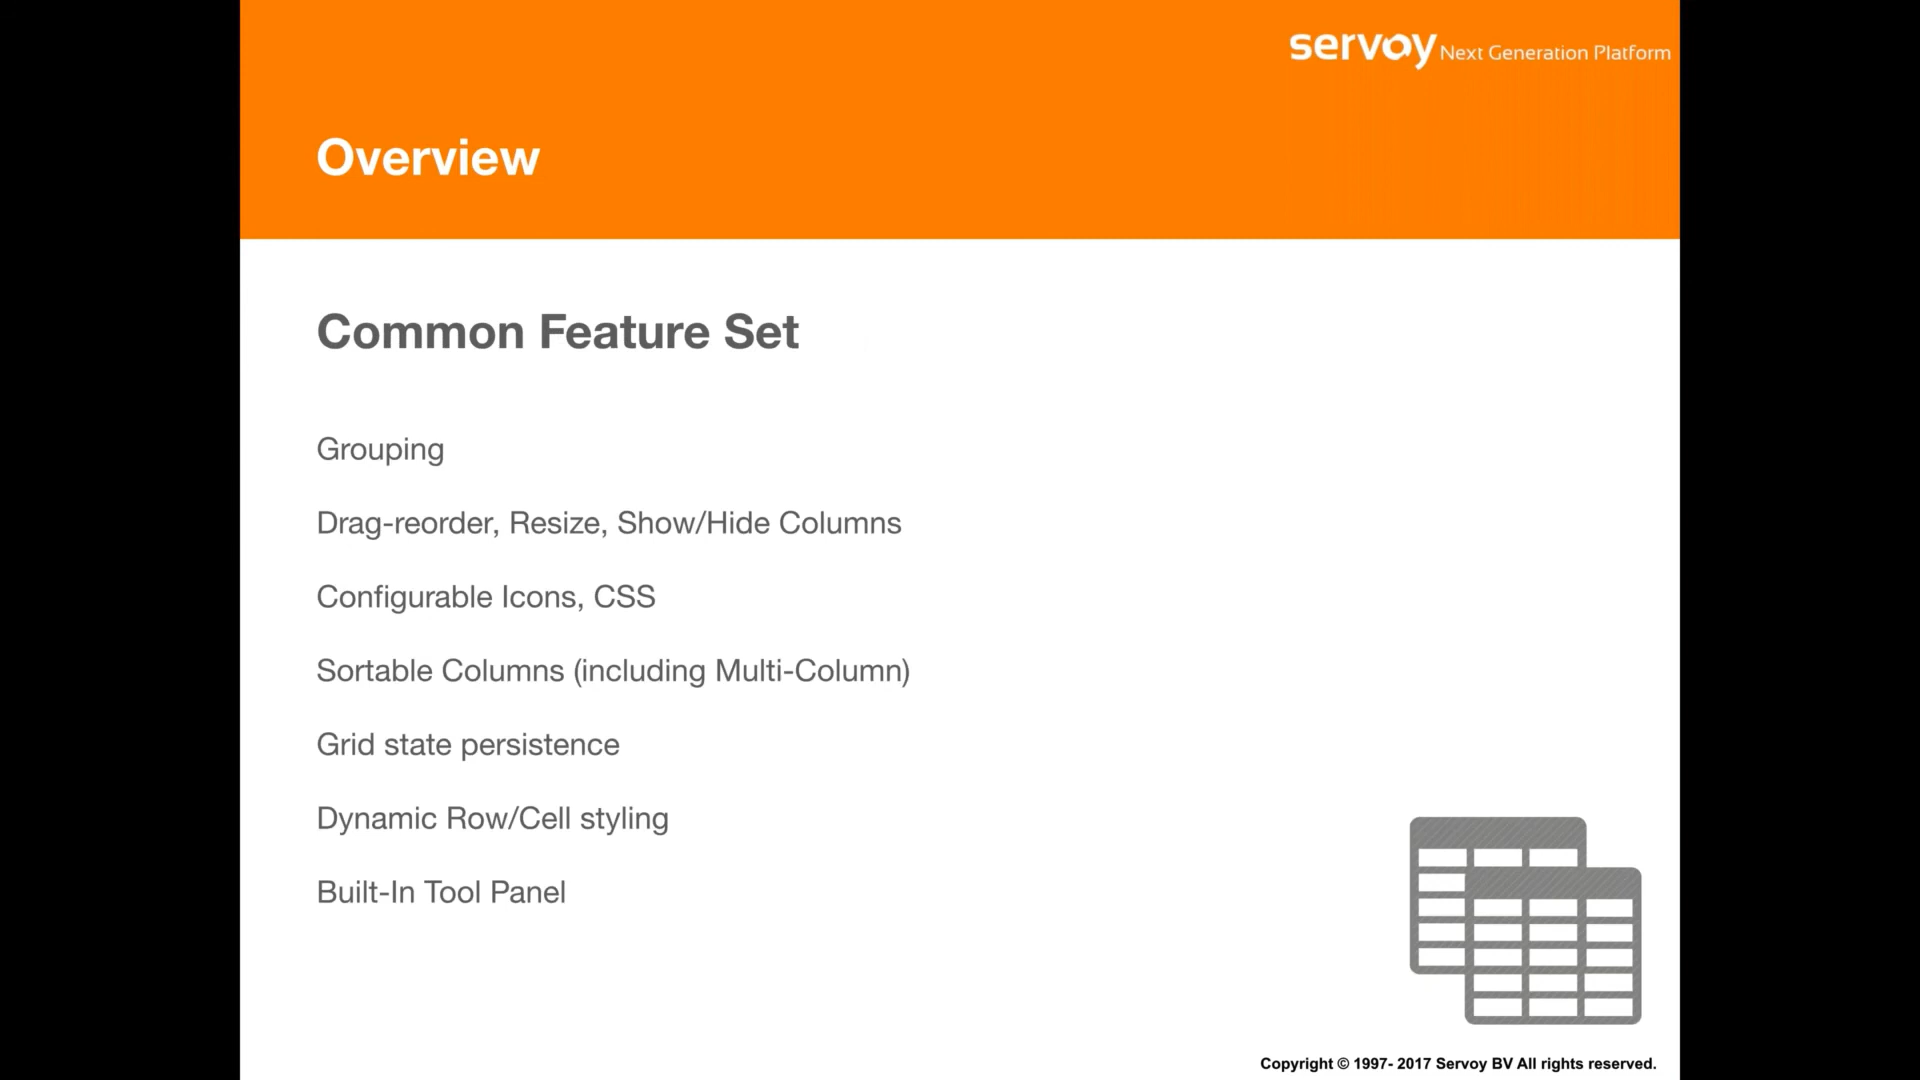 servoy Next Generation Platform
Overview
Common Feature Set
Grouping
Drag-reorder, Resize, Show/Hide Columns
Configurable Icons, CSS
Sortable Columns (including Multi-Column)
Grid state persistence
Dynamic Row/Cell styling
Built-In Tool Panel
Copyright © 1997- 2017 Servoy BV All rights reserved.